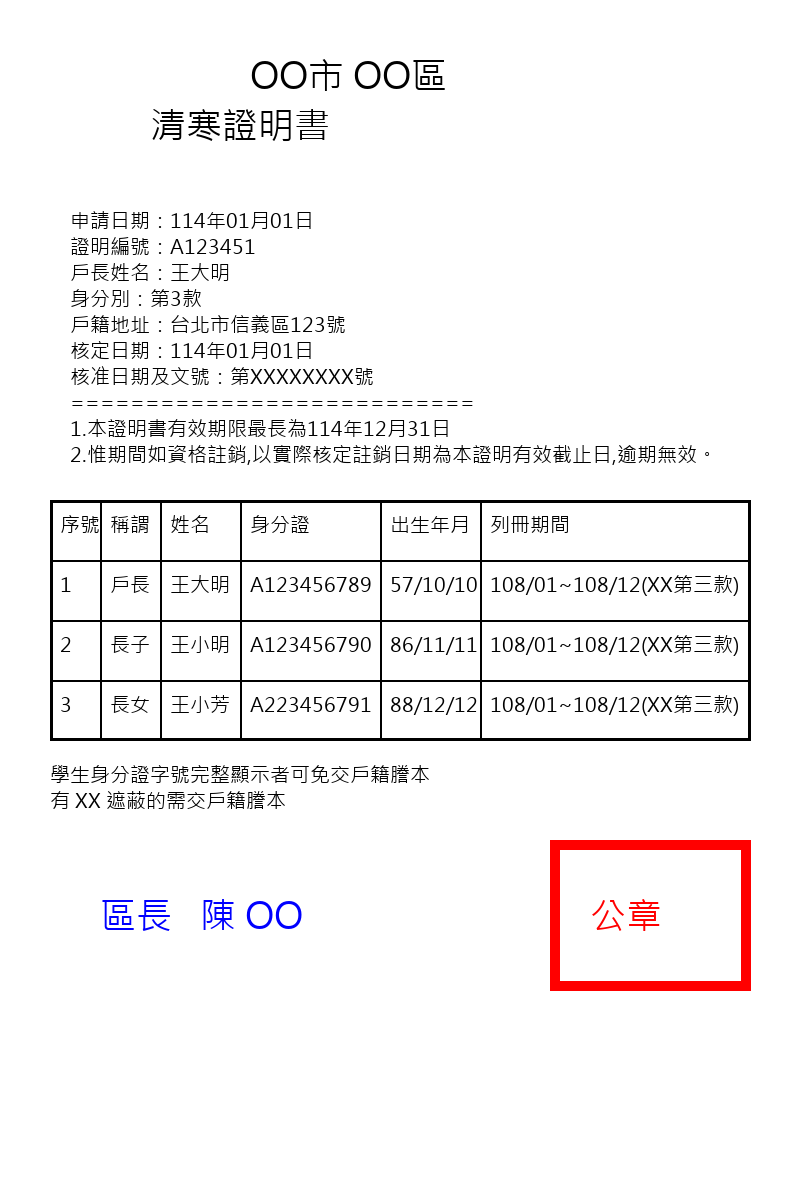 OO市 OO區
清寒證明書
申請日期：114年01月01日
證明編號：A123451
戶長姓名：王大明
身分別：第3款
戶籍地址：台北市信義區123號
核定日期：114年01月01日
核准日期及文號：第XXXXXXXX號
===========================
1.本證明書有效期限最長為114年12月31日
2.惟期間如資格註銷,以實際核定註銷日期為本證明有效截止日,逾期無效。
序號 稱謂 姓名 身分證 出生年月 列冊期間
1 戶長 王大明 A123456789 57/10/10 108/01~108/12(XX第三款)
2 長子 王小明 A123456790 86/11/11 108/01~108/12(XX第三款)
3 長女 王小芳 A223456791 88/12/12 108/01~108/12(XX第三款)
學生身分證字號完整顯示者可免交戶籍謄本
有 XX 遮蔽的需交戶籍謄本
區長 陳 OO
公章